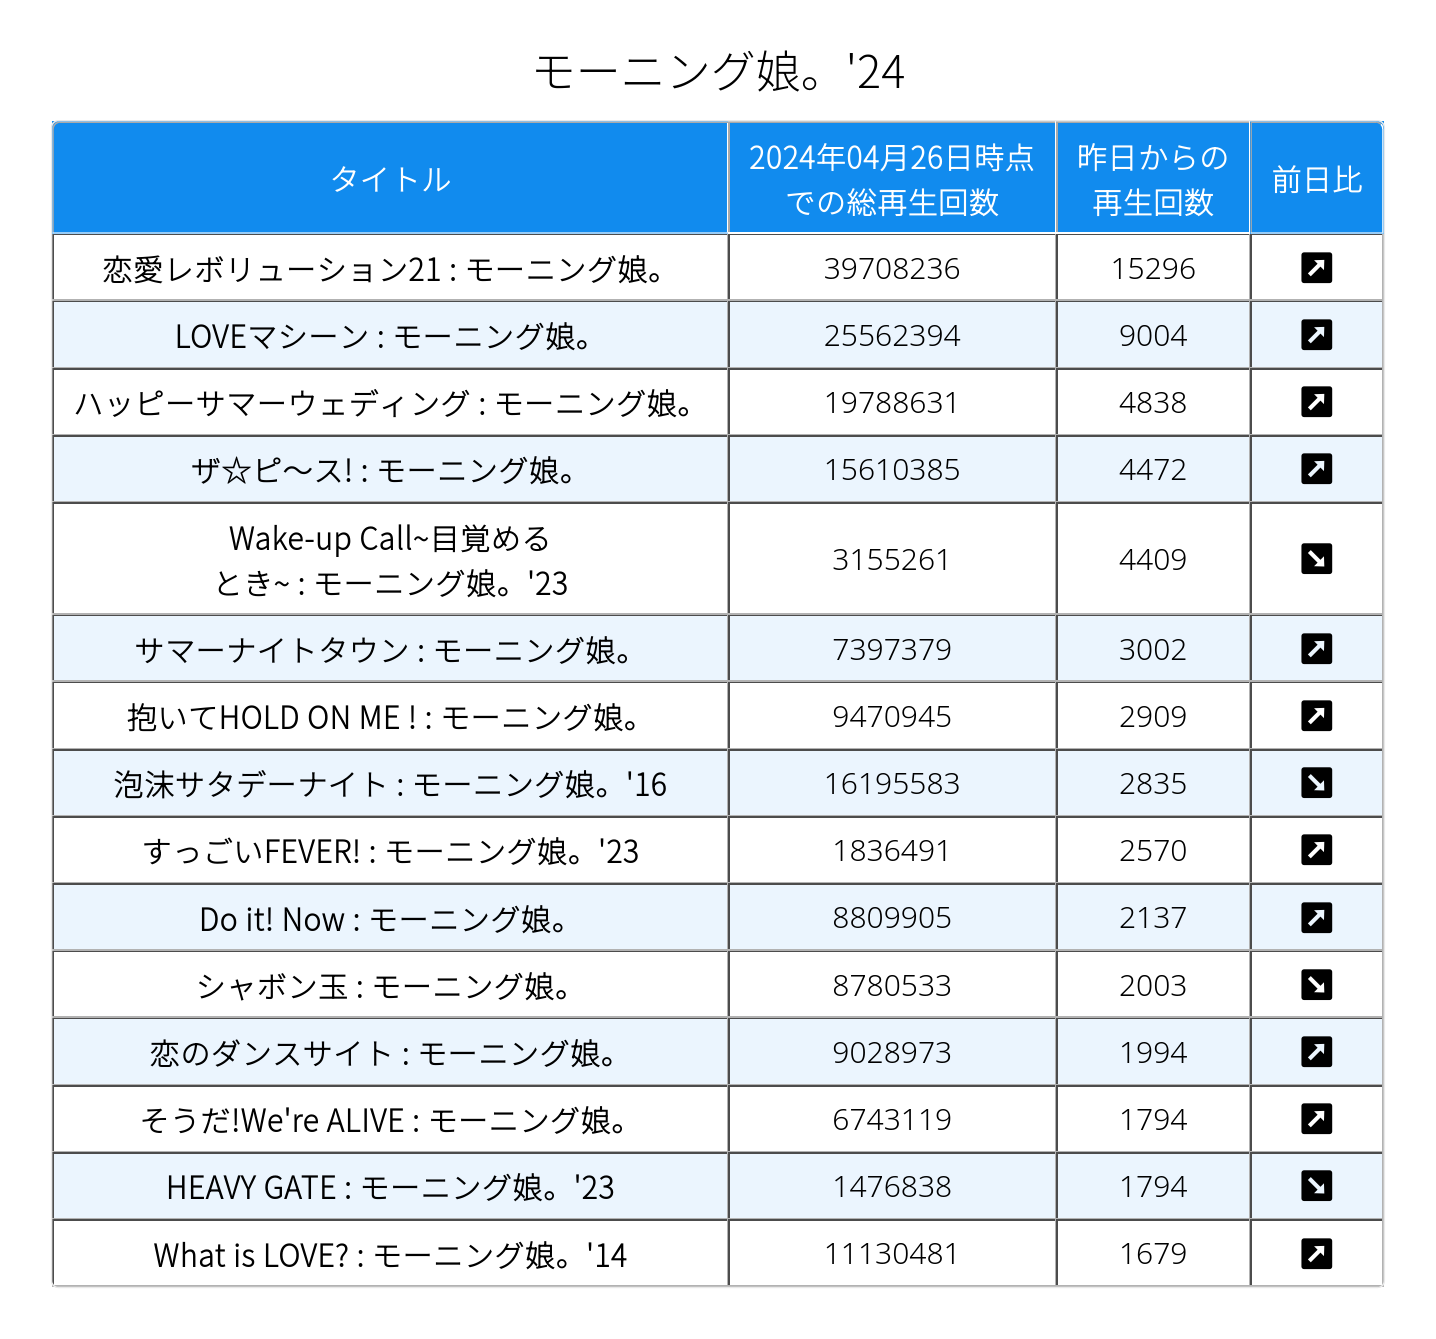 モーニング娘。'24
タイトル
2024年04月26日時点
での総再生回数
昨日からの
再生回数
前日比
恋愛レボリューション21 : モーニング娘。
39708236
15296
LOVEマシーン : モーニング娘。
25562394
9004
ハッピーサマーウェディング : モーニング娘。
19788631
4838
ザ☆ピ〜ス! : モーニング娘。
15610385
4472
Wake-up Call~目覚める
とき~ : モーニング娘。'23
3155261
4409
サマーナイトタウン : モーニング娘。
7397379
3002
抱いてHOLD ON ME ! : モーニング娘。
9470945
2909
泡沫サタデーナイト : モーニング娘。'16
16195583
2835
すっごいFEVER! : モーニング娘。'23
1836491
2570
Do it! Now : モーニング娘。
8809905
2137
シャボン玉 : モーニング娘。
8780533
2003
恋のダンスサイト : モーニング娘。
9028973
1994
そうだ!We're ALIVE : モーニング娘。
6743119
1794
HEAVY GATE : モーニング娘。'23
1476838
1794
What is LOVE? : モーニング娘。'14
11130481
1679